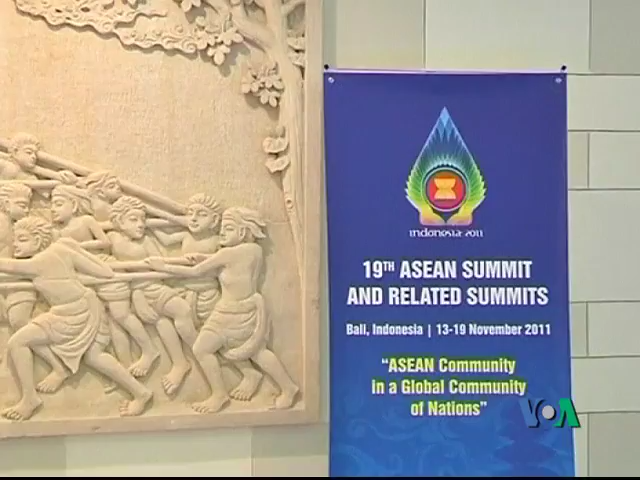 indonesia 2011
19TH ASEAN SUMMIT
AND RELATED SUMMITS
Bali, Indonesia | 13-19 November 2011
"ASEAN Community
in a Global Community
of Nations"
VOA